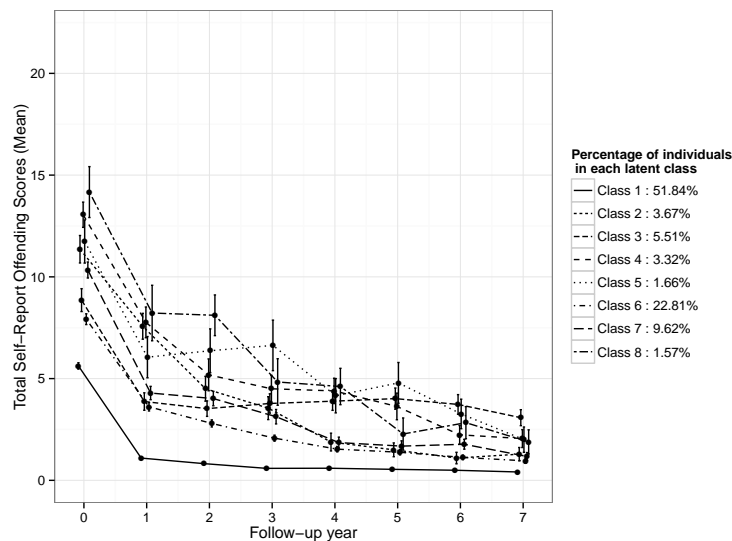 20
15
10
5
0
Total Self−Report Offending Scores (Mean)
0 1 2 3 4 5 6 7
Follow−up year
Percentage of individuals
in each latent class
Class 1 : 51.84%
Class 2 : 3.67%
Class 3 : 5.51%
Class 4 : 3.32%
Class 5 : 1.66%
Class 6 : 22.81%
Class 7 : 9.62%
Class 8 : 1.57%